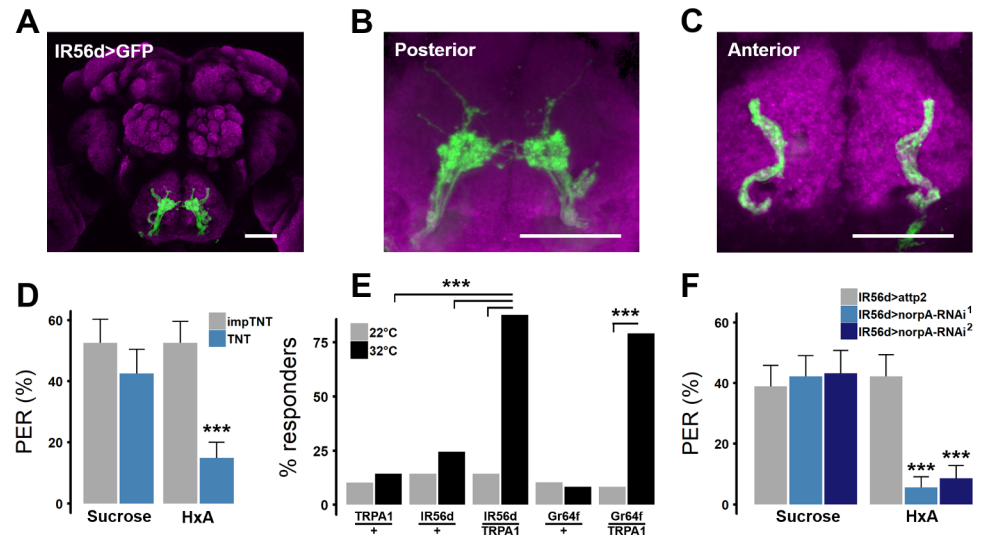 A
IR56d>GFP
B
Posterior
C
Anterior
D
PER (%)
60
40
20
0
impTNT
TNT
***
Sucrose
HxA
E
% responders
75
50
25
0
22°C
32°C
***
***
TRPA1
+
IR56d
+
IR56d
TRPA1
Gr64f
+
Gr64f
TRPA1
F
PER (%)
60
40
20
0
IR56d>attp2
IR56d>norpA-RNAi¹
IR56d>norpA-RNAi²
***
***
Sucrose
HxA